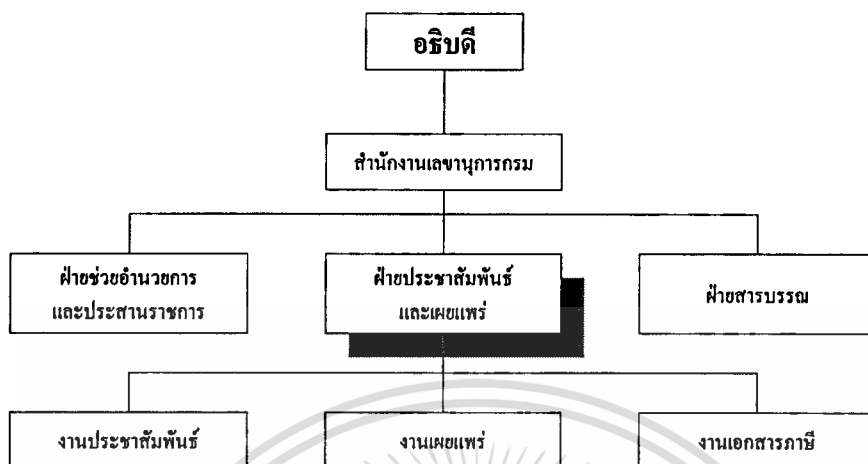 อธิบดี
สำนักงานเลขานุการกรม
ฝ่ายช่วยอำนวยการ
และประสานราชการ
ฝ่ายประชาสัมพันธ์
และเผยแพร่
ฝ่ายสารบรรณ
งานประชาสัมพันธ์
งานเผยแพร่
งานเอกสารภาษี